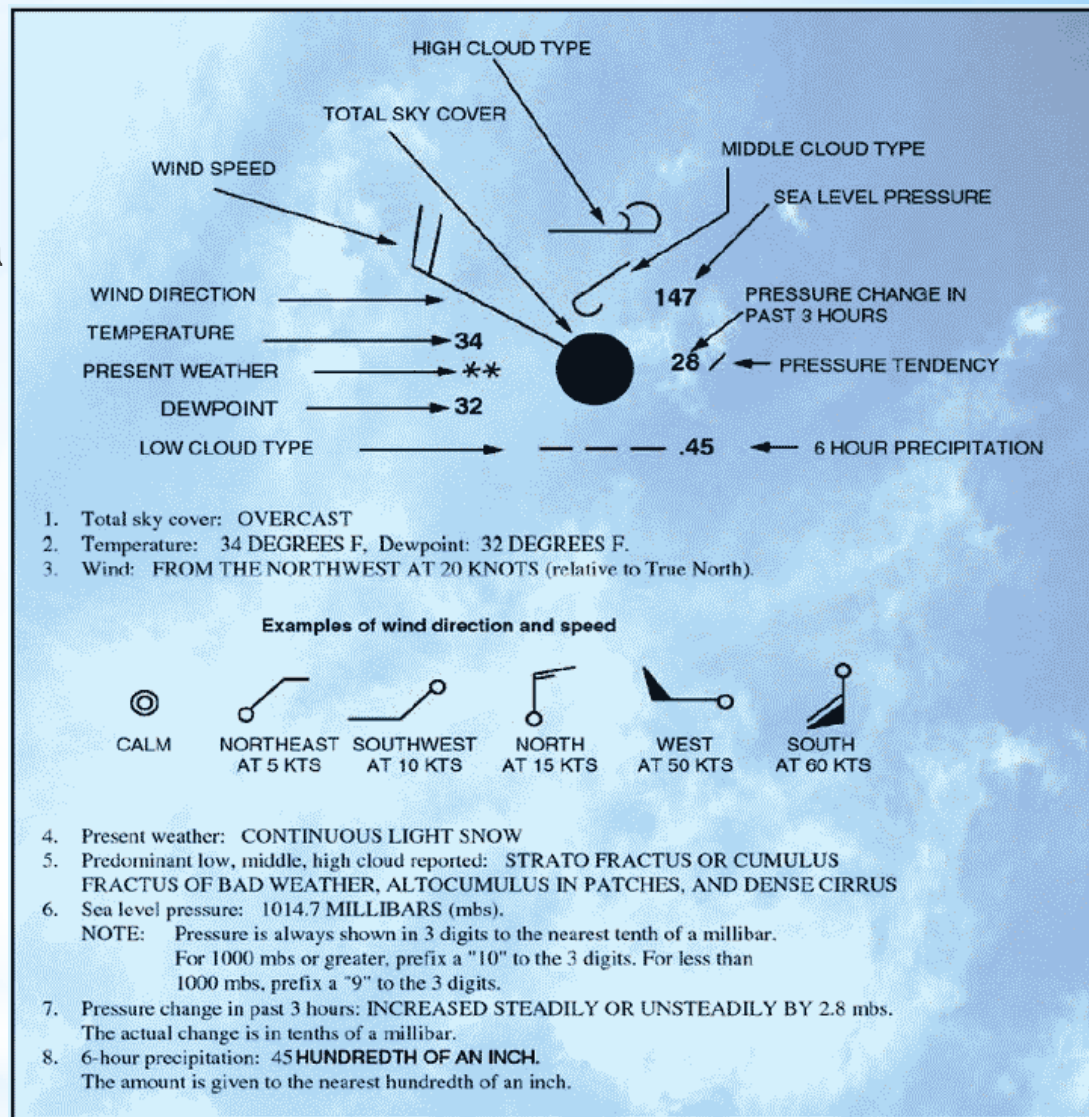 HIGH CLOUD TYPE
TOTAL SKY COVER
MIDDLE CLOUD TYPE
WIND SPEED
SEA LEVEL PRESSURE
WIND DIRECTION
147
PRESSURE CHANGE IN
PAST 3 HOURS
TEMPERATURE
34
PRESENT WEATHER
**
28
PRESSURE TENDENCY
DEWPOINT
32
LOW CLOUD TYPE
.45
6 HOUR PRECIPITATION
1. Total sky cover: OVERCAST
2. Temperature: 34 DEGREES F, Dewpoint: 32 DEGREES F.
3. Wind: FROM THE NORTHWEST AT 20 KNOTS (relative to True North).
Examples of wind direction and speed
CALM
NORTHEAST
AT 5 KTS
SOUTHWEST
AT 10 KTS
NORTH
AT 15 KTS
WEST
AT 50 KTS
SOUTH
AT 60 KTS
4. Present weather: CONTINUOUS LIGHT SNOW
5. Predominant low, middle, high cloud reported: STRATO FRACTUS OR CUMULUS
FRACTUS OF BAD WEATHER, ALTOCUMULUS IN PATCHES, AND DENSE CIRRUS
6. Sea level pressure: 1014.7 MILLIBARS (mbs).
NOTE: Pressure is always shown in 3 digits to the nearest tenth of a millibar.
For 1000 mbs or greater, prefix a "10" to the 3 digits. For less than
1000 mbs, prefix a "9" to the 3 digits.
7. Pressure change in past 3 hours: INCREASED STEADILY OR UNSTEADILY BY 2.8 mbs.
The actual change is in tenths of a millibar.
8. 6-hour precipitation: 45 HUNDREDTH OF AN INCH.
The amount is given to the nearest hundredth of an inch.